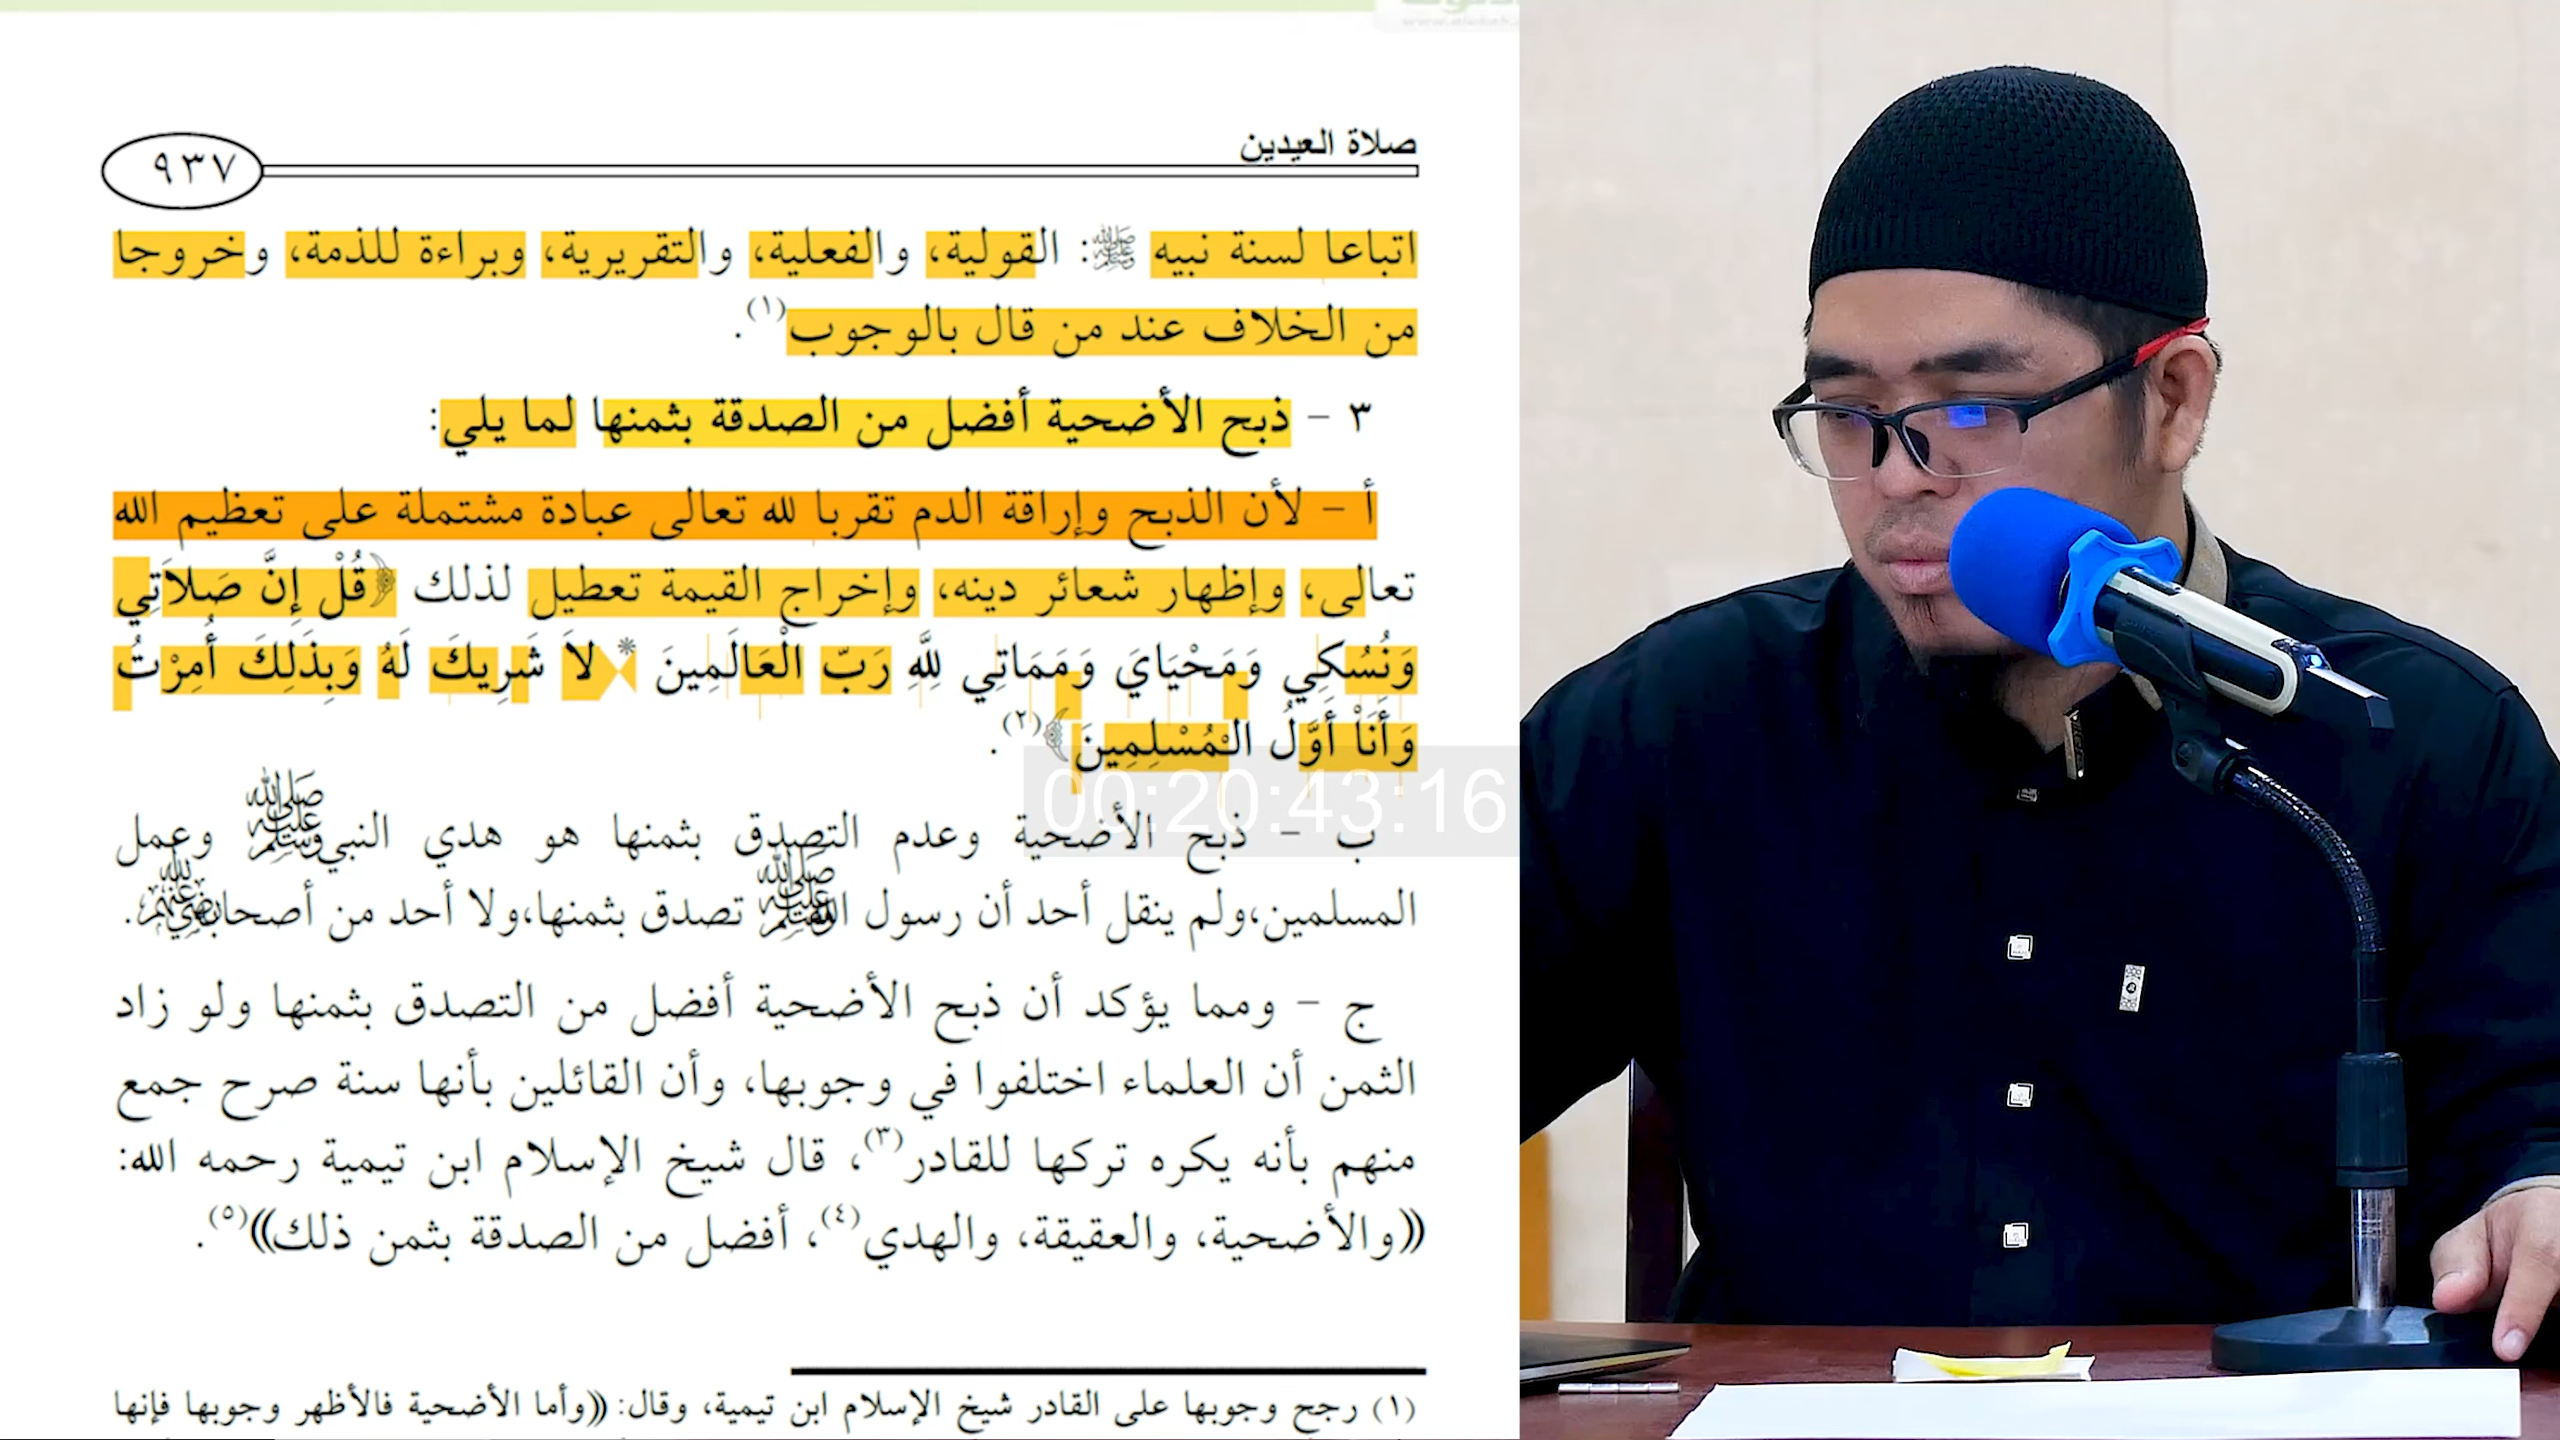 صلاة العيدين
٩٣٧
اتباعا لسنة نبيه ﷺ: القولية، والفعلية، والتقريرية، وبراءة للذمة، وخروجا
من الخلاف عند من قال بالوجوب(١).
٣ – ذبح الأضحية أفضل من الصدقة بثمنها لما يلي:
أ – لأن الذبح وإراقة الدم تقربا لله تعالى عبادة مشتملة على تعظيم الله
تعالى، وإظهار شعائر دينه، وإخراج القيمة تعطيل لذلك ﴿قُلْ إِنَّ صَلاَتِي
وَنُسُكِي وَمَحْيَايَ وَمَمَاتِي لِلَّهِ رَبِّ الْعَالَمِينَ * لاَ شَرِيكَ لَهُ وَبِذَلِكَ أُمِرْتُ
وَأَنَاْ أَوَّلُ الْمُسْلِمِينَ﴾(٢).
00:20:43:16
ب – ذبح الأضحية وعدم التصدق بثمنها هو هدي النبي ﷺ وعمل
المسلمين،ولم ينقل أحد أن رسول الله ﷺ تصدق بثمنها،ولا أحد من أصحابه رضي الله عنهم.
ج – ومما يؤكد أن ذبح الأضحية أفضل من التصدق بثمنها ولو زاد
الثمن أن العلماء اختلفوا في وجوبها، وأن القائلين بأنها سنة صرح جمع
منهم بأنه يكره تركها للقادر(٣)، قال شيخ الإسلام ابن تيمية رحمه الله:
((والأضحية، والعقيقة، والهدي(٤)، أفضل من الصدقة بثمن ذلك))(٥).
(١) رجح وجوبها على القادر شيخ الإسلام ابن تيمية، وقال: ((وأما الأضحية فالأظهر وجوبها فإنها